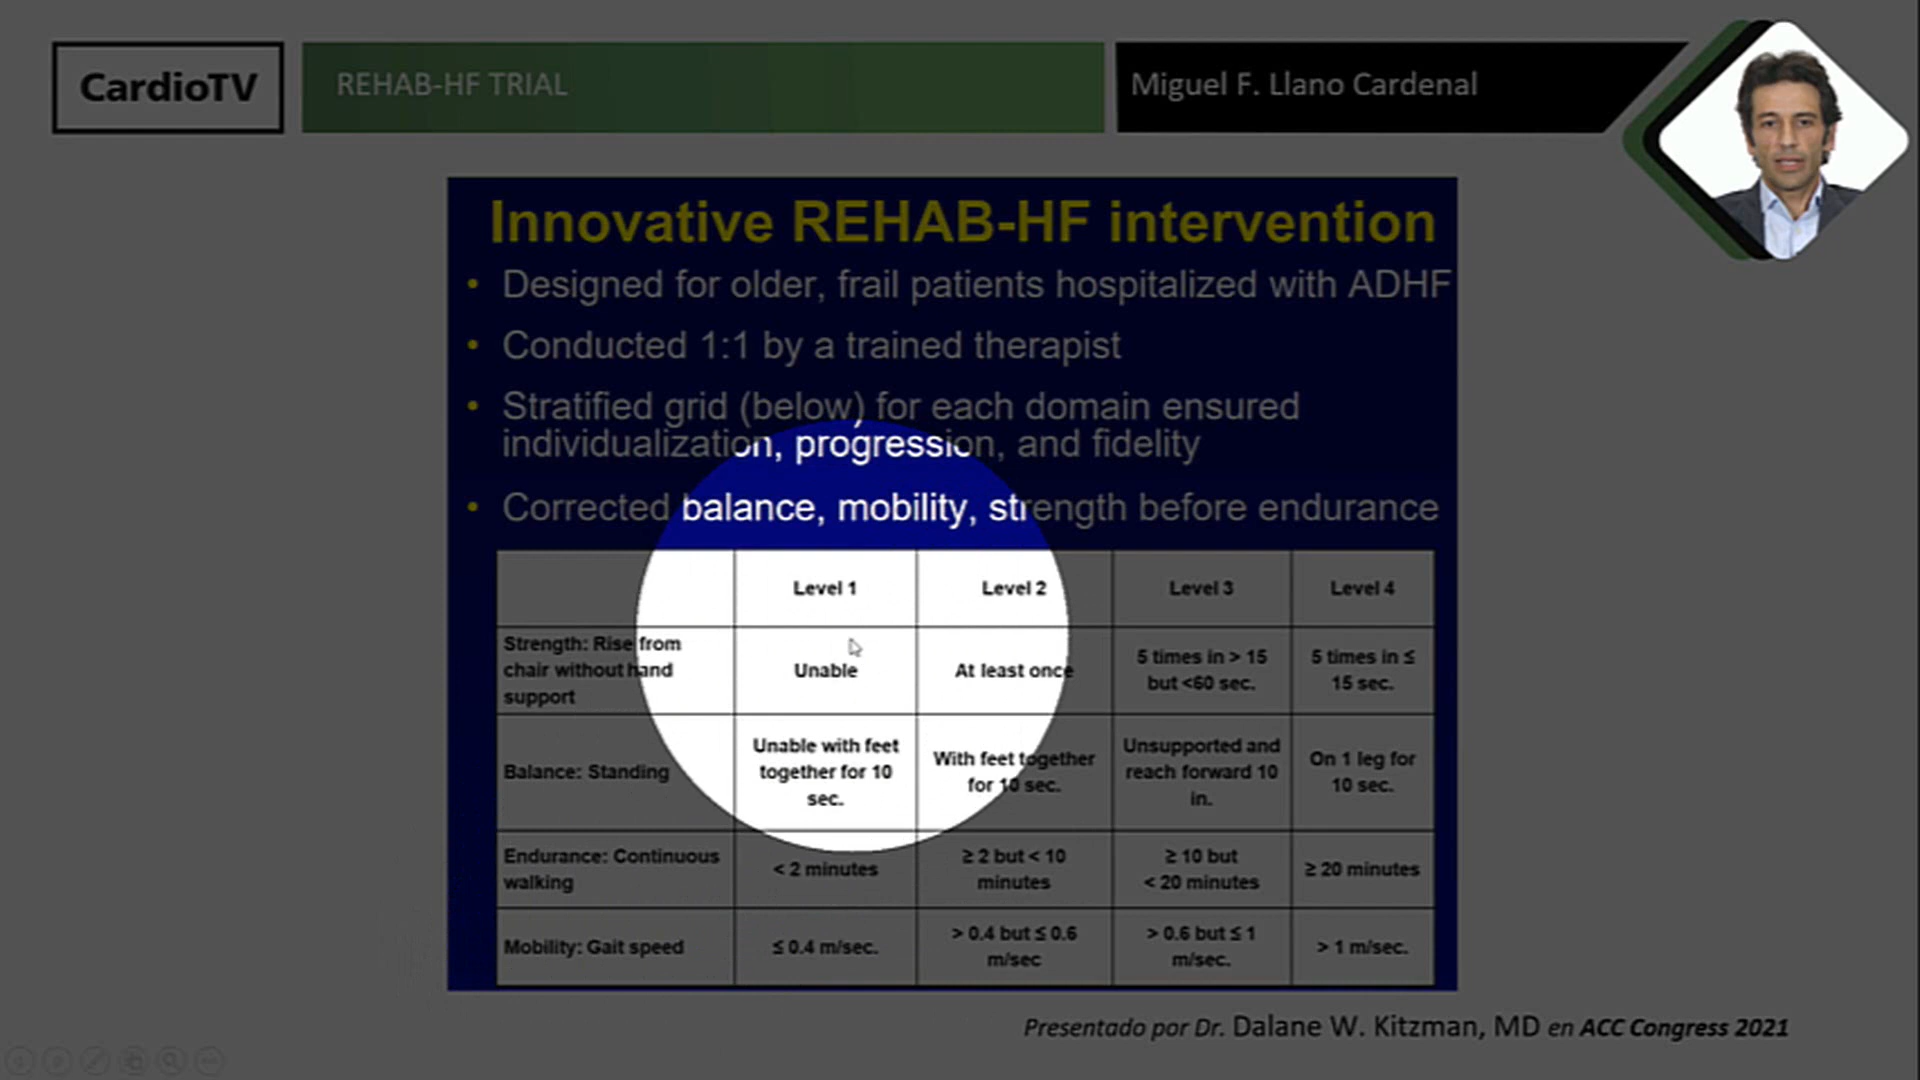 CardioTV
REHAB-HF TRIAL
Miguel F. Llano Cardenal
Innovative REHAB-HF intervention
• Designed for older, frail patients hospitalized with ADHF
• Conducted 1:1 by a trained therapist
• Stratified grid (below) for each domain ensured
individualization, progression, and fidelity
• Corrected balance, mobility, strength before endurance
Level 1
Level 2
Level 3
Level 4
Strength: Rise from
chair without hand
support
Unable
At least once
5 times in > 15
but <60 sec.
5 times in ≤
15 sec.
Balance: Standing
Unable with feet
together for 10
sec.
With feet together
for 10 sec.
Unsupported and
reach forward 10
in.
On 1 leg for
10 sec.
Endurance: Continuous
walking
< 2 minutes
≥ 2 but < 10
minutes
≥ 10 but
< 20 minutes
≥ 20 minutes
Mobility: Gait speed
≤ 0.4 m/sec.
> 0.4 but ≤ 0.6
m/sec
> 0.6 but ≤ 1
m/sec.
> 1 m/sec.
Presentado por Dr. Dalane W. Kitzman, MD en ACC Congress 2021